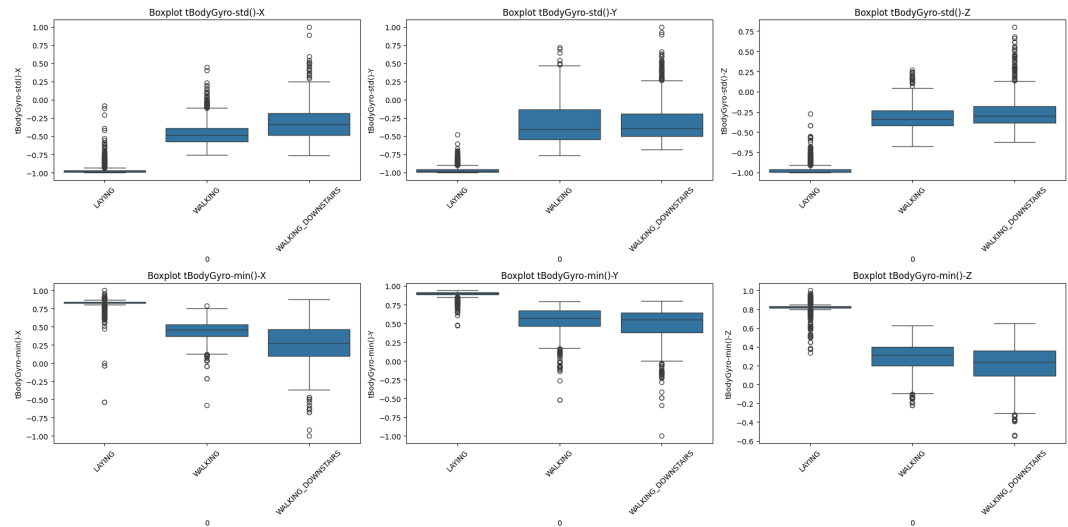 Boxplot tBodyGyro-std()-X
Boxplot tBodyGyro-std()-Y
Boxplot tBodyGyro-std()-Z
tBodyGyro-std()-X
1.00
0.75
0.50
0.25
0.00
−0.25
−0.50
−0.75
−1.00
LAYING
WALKING
WALKING_DOWNSTAIRS
0
tBodyGyro-std()-Y
1.00
0.75
0.50
0.25
0.00
−0.25
−0.50
−0.75
−1.00
LAYING
WALKING
WALKING_DOWNSTAIRS
0
tBodyGyro-std()-Z
0.75
0.50
0.25
0.00
−0.25
−0.50
−0.75
−1.00
LAYING
WALKING
WALKING_DOWNSTAIRS
0
Boxplot tBodyGyro-min()-X
Boxplot tBodyGyro-min()-Y
Boxplot tBodyGyro-min()-Z
tBodyGyro-min()-X
1.00
0.75
0.50
0.25
0.00
−0.25
−0.50
−0.75
−1.00
LAYING
WALKING
WALKING_DOWNSTAIRS
0
tBodyGyro-min()-Y
1.00
0.75
0.50
0.25
0.00
−0.25
−0.50
−0.75
−1.00
LAYING
WALKING
WALKING_DOWNSTAIRS
0
tBodyGyro-min()-Z
1.0
0.8
0.6
0.4
0.2
0.0
−0.2
−0.4
−0.6
LAYING
WALKING
WALKING_DOWNSTAIRS
0